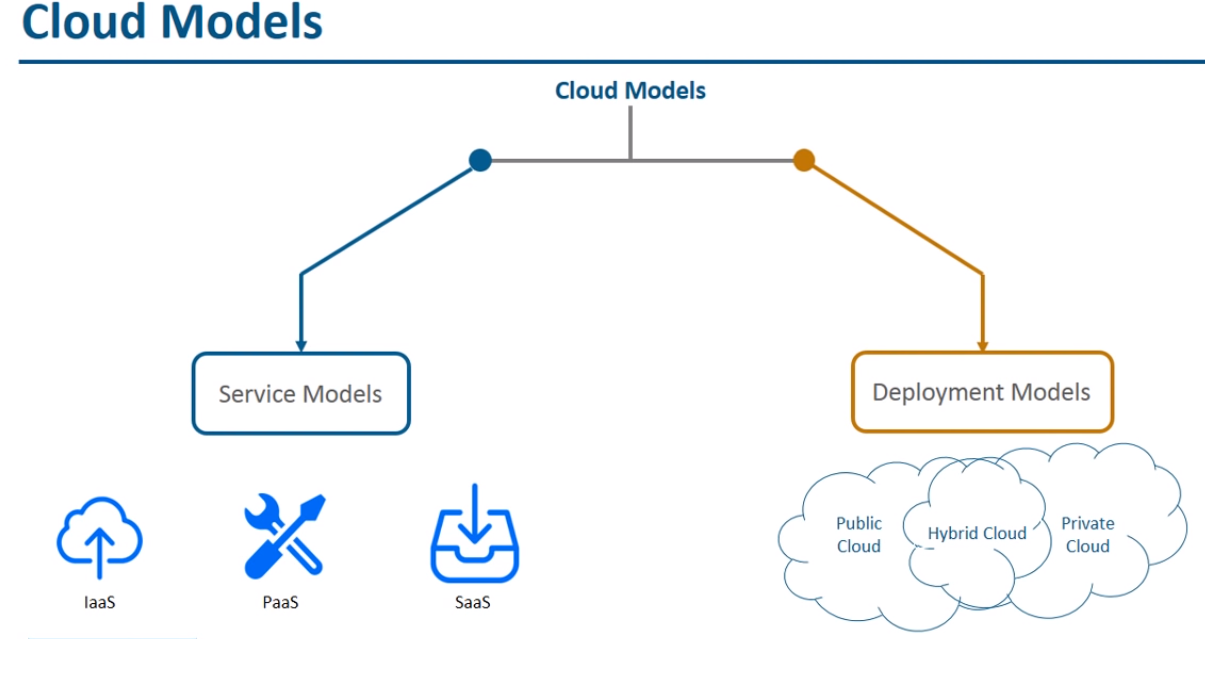 Cloud Models
Cloud Models
Service Models
Deployment Models
IaaS
PaaS
SaaS
Public
Cloud
Hybrid Cloud
Private
Cloud